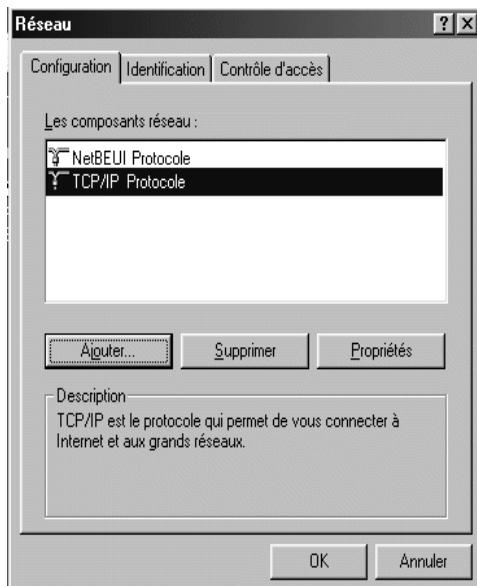 Réseau
Configuration
Identification
Contrôle d'accès
Les composants réseau :
NetBEUI Protocole
TCP/IP Protocole
Ajouter...
Supprimer
Propriétés
Description
TCP/IP est le protocole qui permet de vous connecter à
Internet et aux grands réseaux.
OK
Annuler